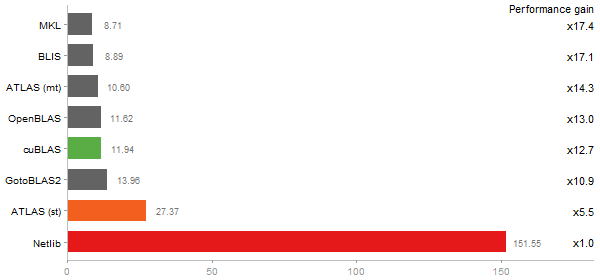 Performance gain
MKL 8.71 x17.4
BLIS 8.89 x17.1
ATLAS (mt) 10.60 x14.3
OpenBLAS 11.62 x13.0
cuBLAS 11.94 x12.7
GotoBLAS2 13.96 x10.9
ATLAS (st) 27.37 x5.5
Netlib 151.55 x1.0
0 50 100 150